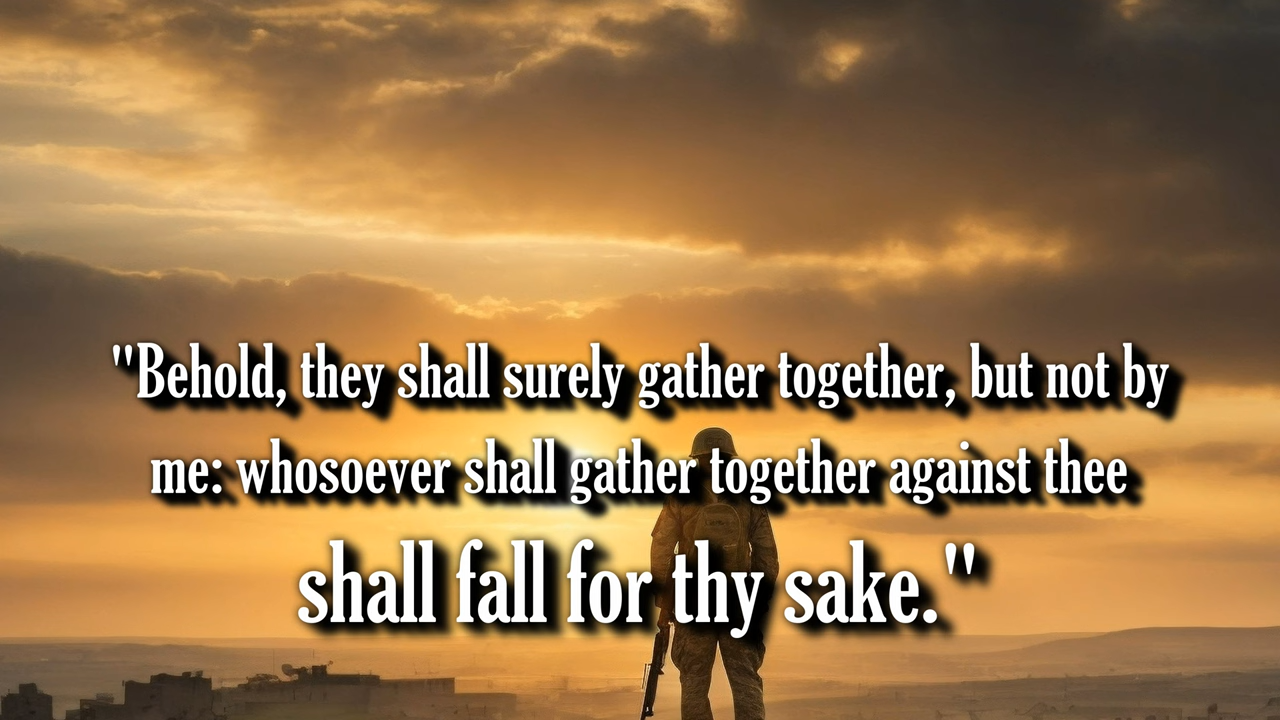 "Behold, they shall surely gather together, but not by
me: whosoever shall gather together against thee
shall fall for thy sake."